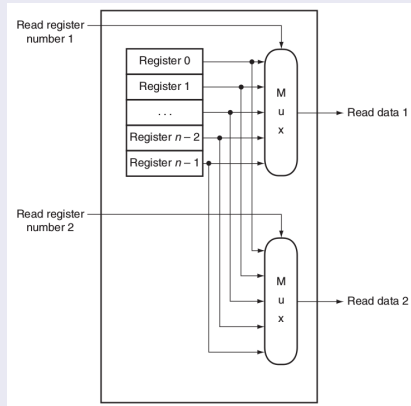 Read register
number 1
Register 0
Register 1
...
Register n – 2
Register n – 1
M
u
x
Read data 1
Read register
number 2
M
u
x
Read data 2